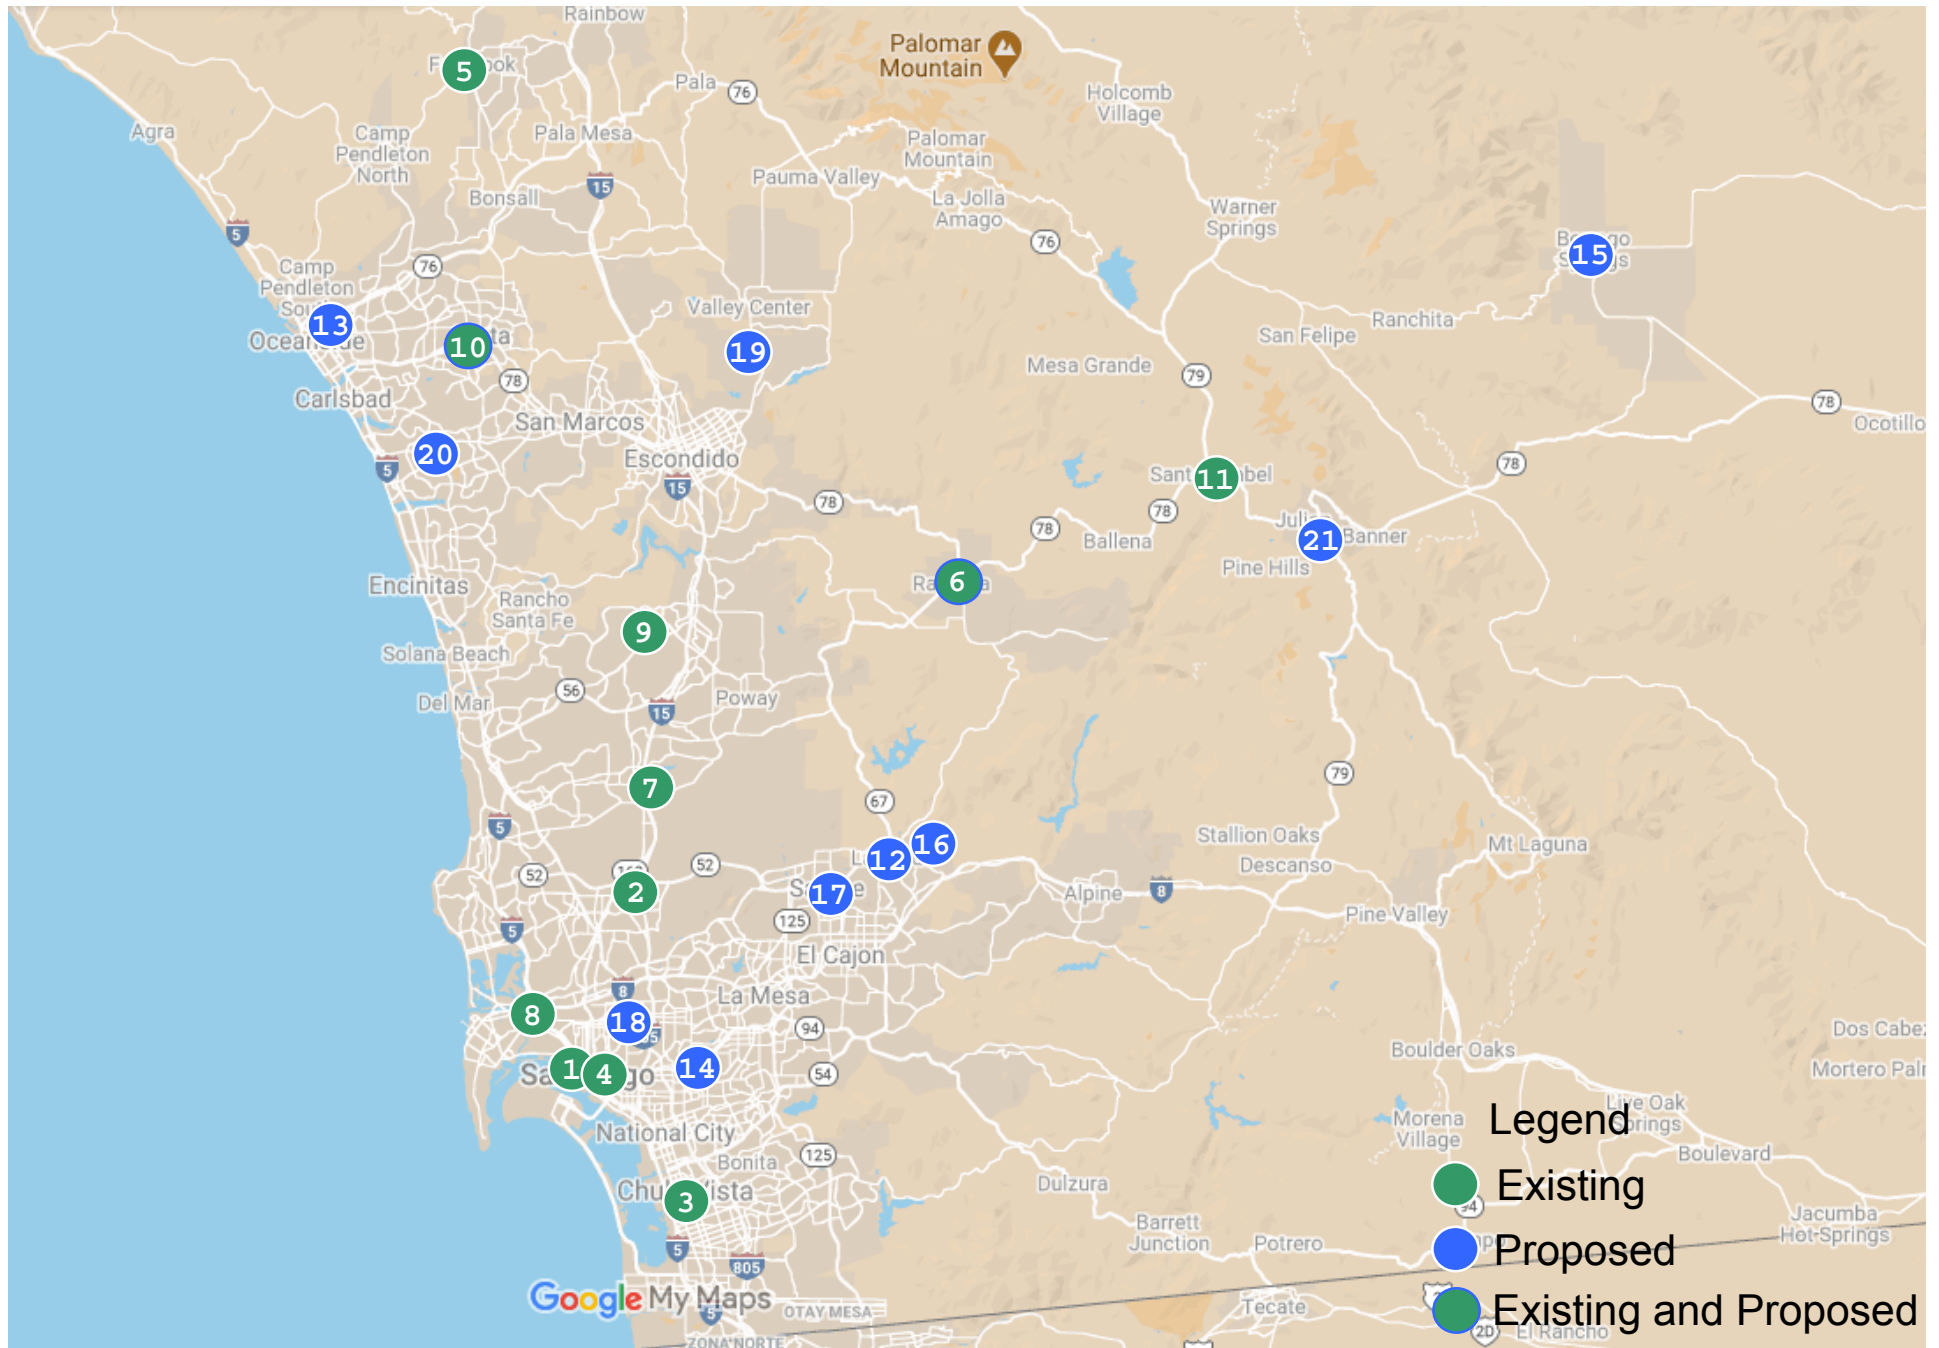 Rainbow
Palomar
Mountain
5
Pala
76
Holcomb
Village
Agra
Camp
Pendleton
North
Pala Mesa
Palomar
Mountain
Pauma Valley
15
Bonsall
La Jolla
Amago
Warner
Springs
5
76
76
15
Camp
Pendleton
13
Valley Center
Ranchita
San Felipe
10
19
Mesa Grande
79
78
Carlsbad
78
Ocotillo
San Marcos
20
5
Escondido
15
78
11
78
78
78
Ballena
21
Banner
Pine Hills
Encinitas
6
Rancho
Santa Fe
9
Solana Beach
56
Del Mar
15
Poway
7
79
67
5
Stallion Oaks
16
12
Mt Laguna
52
52
Descanso
2
17
Alpine
8
125
Pine Valley
5
El Cajon
8
La Mesa
8
18
94
Dos Cabe
Boulder Oaks
1
4
14
54
Mortero Pal
Legend
Live Oak
Springs
Morena
Village
National City
125
Bonita
Boulevard
Dulzura
3
Existing
94
Jacumba
Hot-Springs
Barrett
Junction
Potrero
5
805
Proposed
Google My Maps
5
OTAY MESA
Tecate
Existing and Proposed
2D
El Rancho
ZONA NORTE